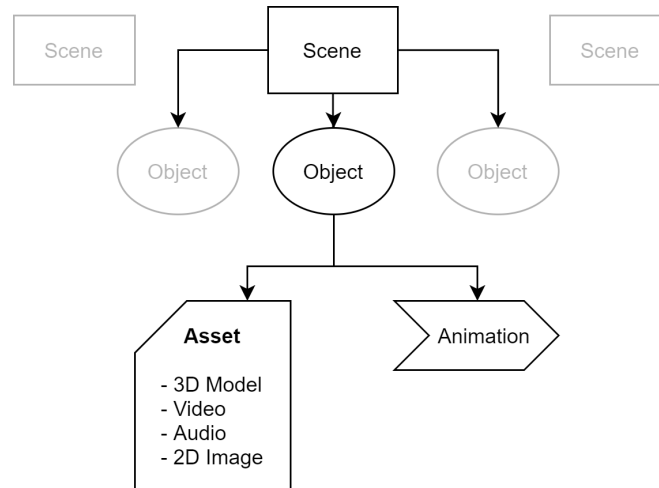 Scene
Scene
Scene
Object
Object
Object
Asset
- 3D Model
- Video
- Audio
- 2D Image
Animation